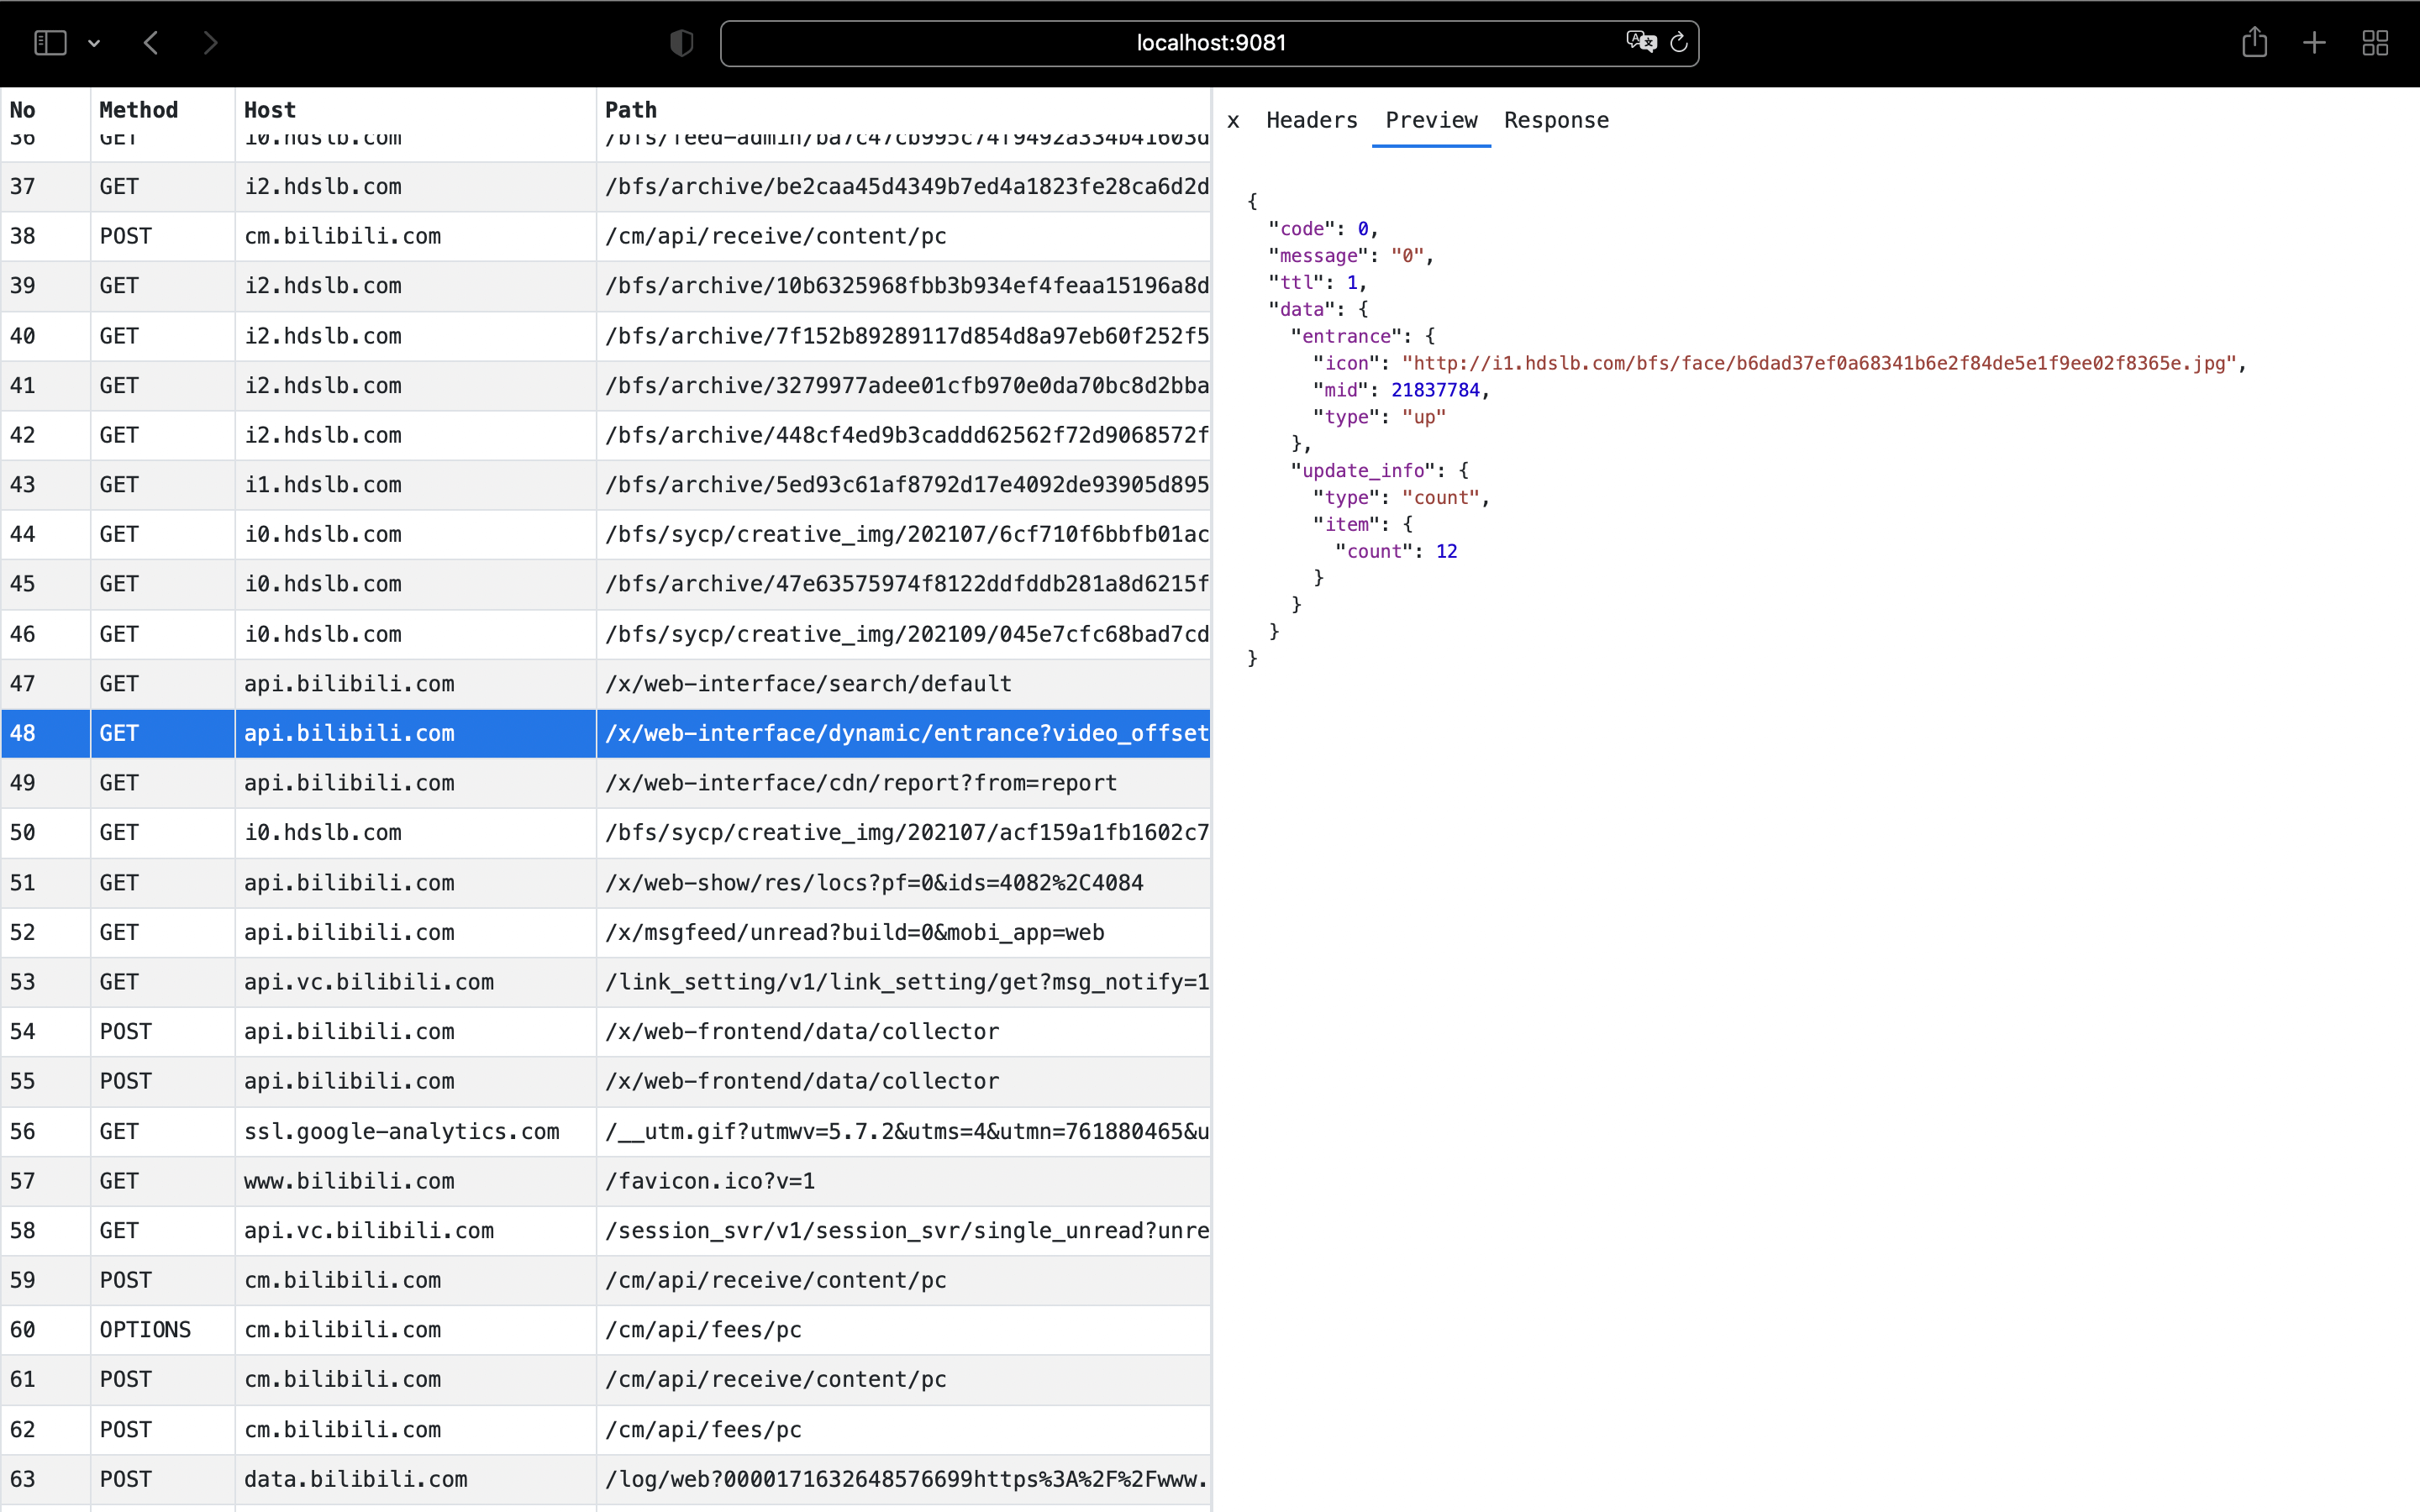 localhost:9081
No Method Host Path
36 GET i0.hdslb.com /bfs/feed-admin/ba7c47cb995c74f9492a334b41603d
37 GET i2.hdslb.com /bfs/archive/be2caa45d4349b7ed4a1823fe28ca6d2d
38 POST cm.bilibili.com /cm/api/receive/content/pc
39 GET i2.hdslb.com /bfs/archive/10b6325968fbb3b934ef4feaa15196a8d
40 GET i2.hdslb.com /bfs/archive/7f152b89289117d854d8a97eb60f252f5
41 GET i2.hdslb.com /bfs/archive/3279977adee01cfb970e0da70bc8d2bba
42 GET i2.hdslb.com /bfs/archive/448cf4ed9b3caddd62562f72d9068572f
43 GET i1.hdslb.com /bfs/archive/5ed93c61af8792d17e4092de93905d895
44 GET i0.hdslb.com /bfs/sycp/creative_img/202107/6cf710f6bbfb01ac
45 GET i0.hdslb.com /bfs/archive/47e63575974f8122ddfddb281a8d6215f
46 GET i0.hdslb.com /bfs/sycp/creative_img/202109/045e7cfc68bad7cd
47 GET api.bilibili.com /x/web-interface/search/default
48 GET api.bilibili.com /x/web-interface/dynamic/entrance?video_offset
49 GET api.bilibili.com /x/web-interface/cdn/report?from=report
50 GET i0.hdslb.com /bfs/sycp/creative_img/202107/acf159a1fb1602c7
51 GET api.bilibili.com /x/web-show/res/locs?pf=0&ids=4082%2C4084
52 GET api.bilibili.com /x/msgfeed/unread?build=0&mobi_app=web
53 GET api.vc.bilibili.com /link_setting/v1/link_setting/get?msg_notify=1
54 POST api.bilibili.com /x/web-frontend/data/collector
55 POST api.bilibili.com /x/web-frontend/data/collector
56 GET ssl.google-analytics.com /__utm.gif?utmwv=5.7.2&utms=4&utmn=761880465&u
57 GET www.bilibili.com /favicon.ico?v=1
58 GET api.vc.bilibili.com /session_svr/v1/session_svr/single_unread?unre
59 POST cm.bilibili.com /cm/api/receive/content/pc
60 OPTIONS cm.bilibili.com /cm/api/fees/pc
61 POST cm.bilibili.com /cm/api/receive/content/pc
62 POST cm.bilibili.com /cm/api/fees/pc
63 POST data.bilibili.com /log/web?0000171632648576699https%3A%2F%2Fwww.
x Headers Preview Response
{
"code": 0,
"message": "0",
"ttl": 1,
"data": {
"entrance": {
"icon": "http://i1.hdslb.com/bfs/face/b6dad37ef0a68341b6e2f84de5e1f9ee02f8365e.jpg",
"mid": 21837784,
"type": "up"
},
"update_info": {
"type": "count",
"item": {
"count": 12
}
}
}
}